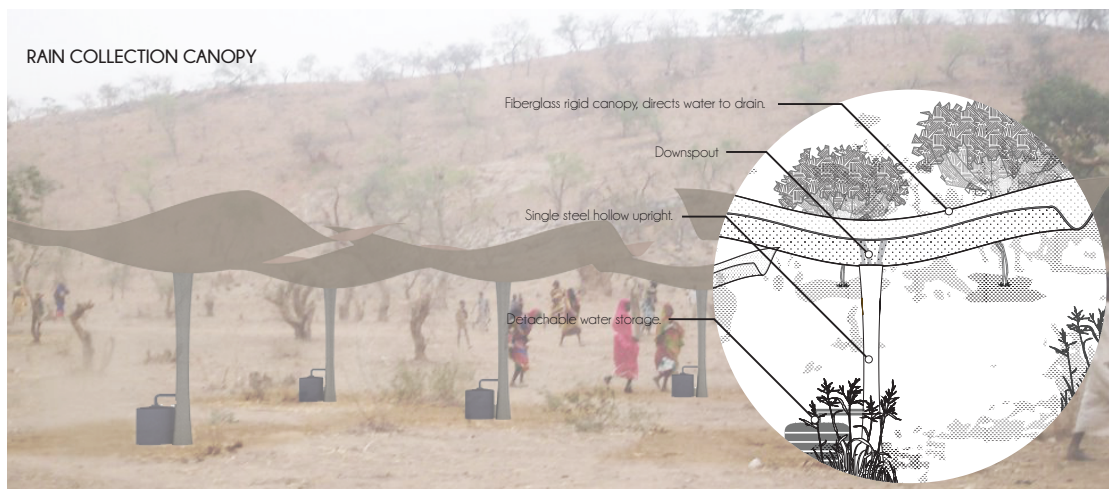 RAIN COLLECTION CANOPY
Fiberglass rigid canopy, directs water to drain.
Downspout
Single steel hollow upright.
Detachable water storage.